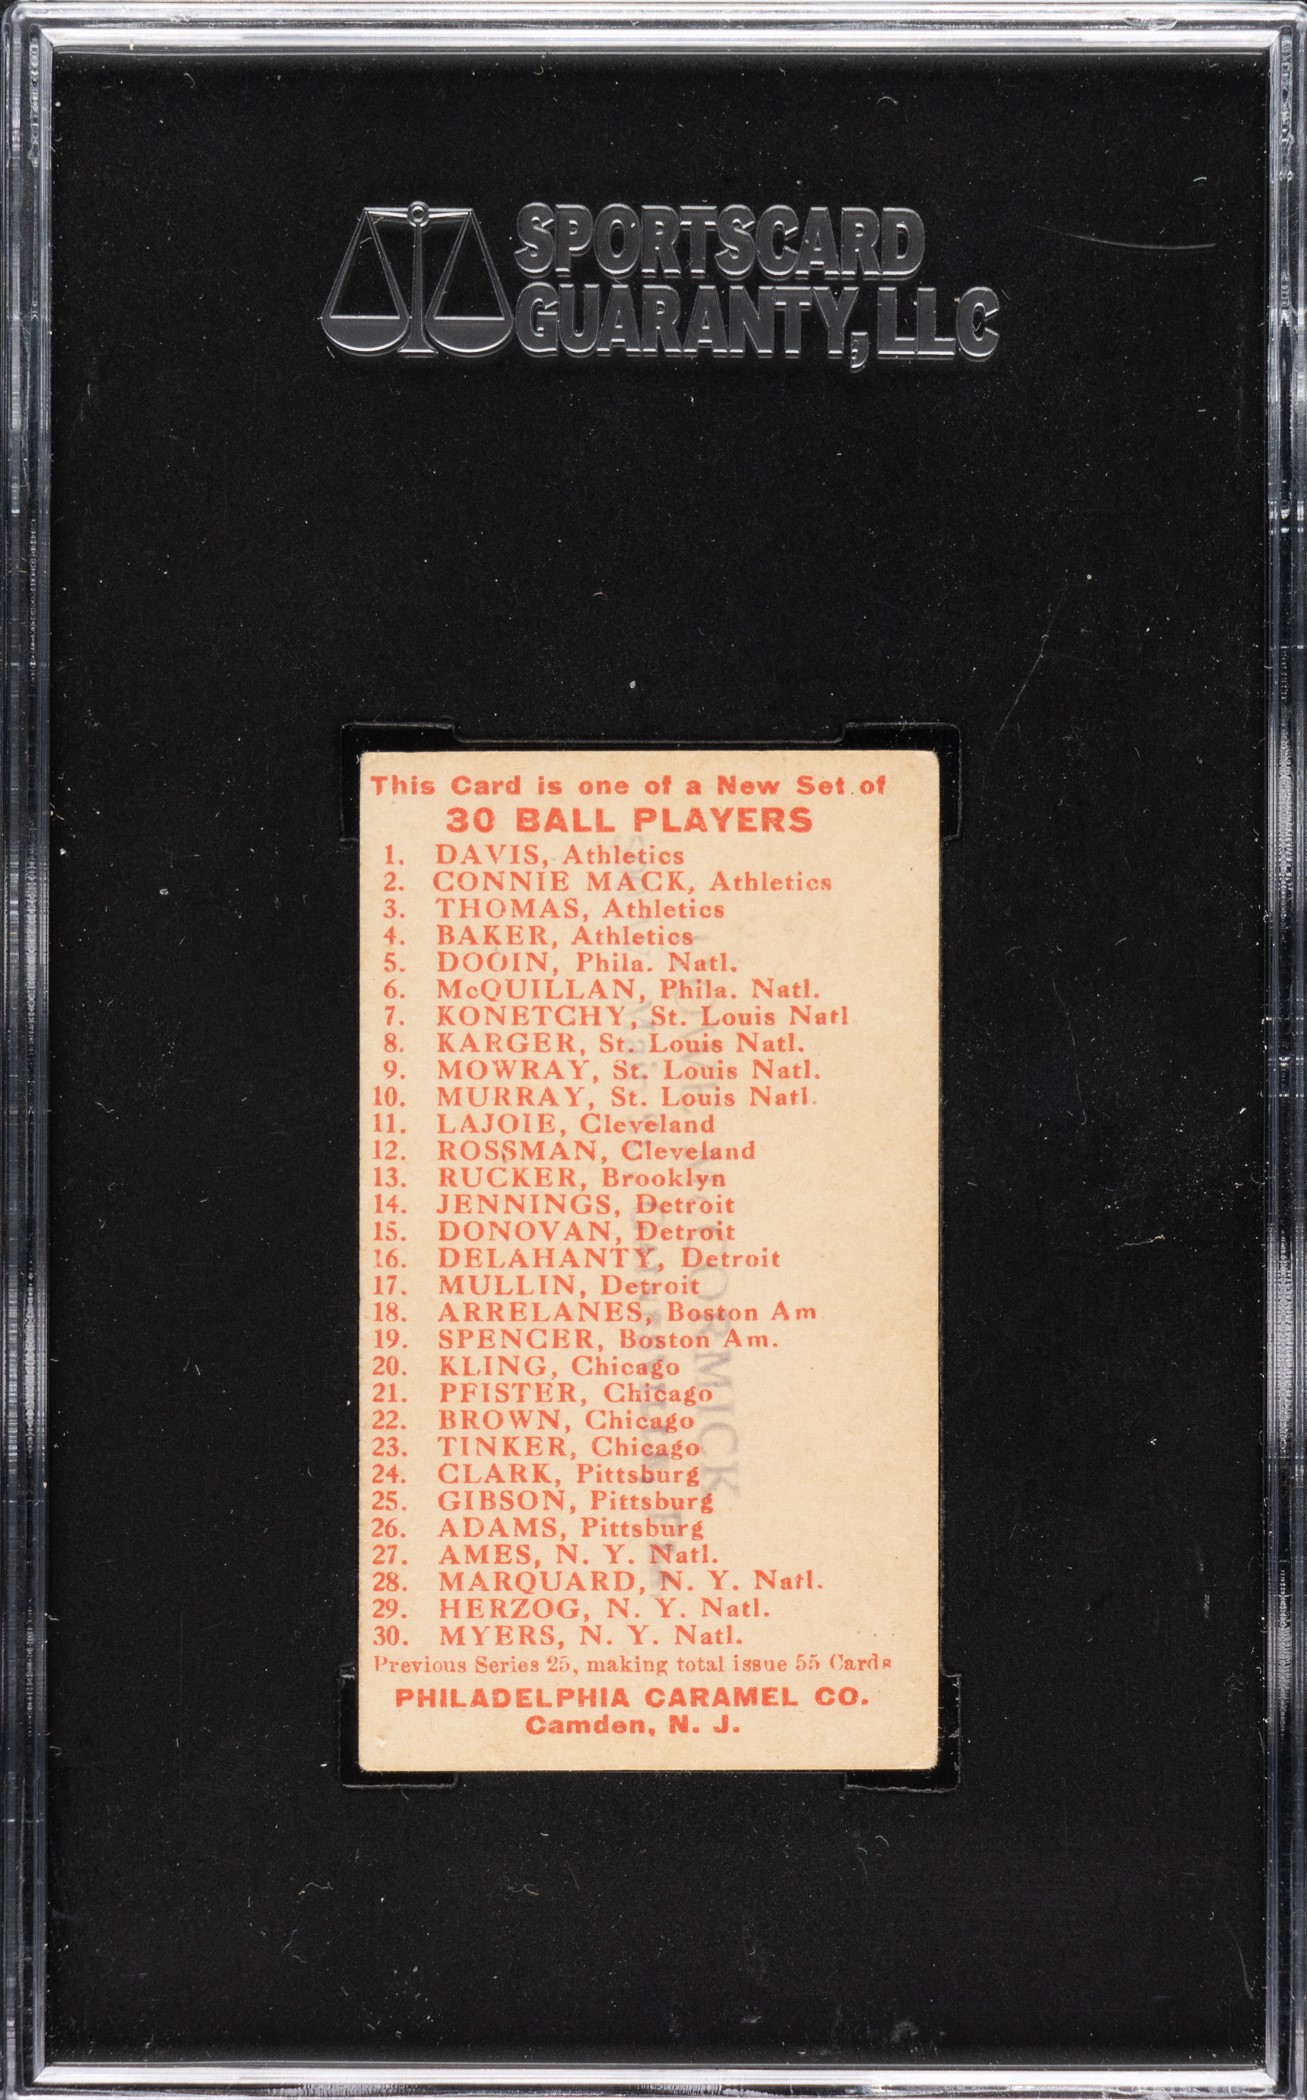 SPORTSCARD
GUARANTY, LLC
This Card is one of a New Set of
30 BALL PLAYERS
1. DAVIS, Athletics
2. CONNIE MACK, Athletics
3. THOMAS, Athletics
4. BAKER, Athletics
5. DOOIN, Phila. Natl.
6. McQUILLAN, Phila. Natl.
7. KONETCHY, St. Louis Natl
8. KARGER, St. Louis Natl.
9. MOWRAY, St. Louis Natl.
10. MURRAY, St. Louis Natl.
11. LAJOIE, Cleveland
12. ROSSMAN, Cleveland
13. RUCKER, Brooklyn
14. JENNINGS, Detroit
15. DONOVAN, Detroit
16. DELAHANTY, Detroit
17. MULLIN, Detroit
18. ARRELANES, Boston Am
19. SPENCER, Boston Am.
20. KLING, Chicago
21. PFISTER, Chicago
22. BROWN, Chicago
23. TINKER, Chicago
24. CLARK, Pittsburg
25. GIBSON, Pittsburg
26. ADAMS, Pittsburg
27. AMES, N. Y. Natl.
28. MARQUARD, N. Y. Natl.
29. HERZOG, N. Y. Natl.
30. MYERS, N. Y. Natl.
Previous Series 25, making total issue 55 Cards
PHILADELPHIA CARAMEL CO.
Camden, N. J.
McCORMICK